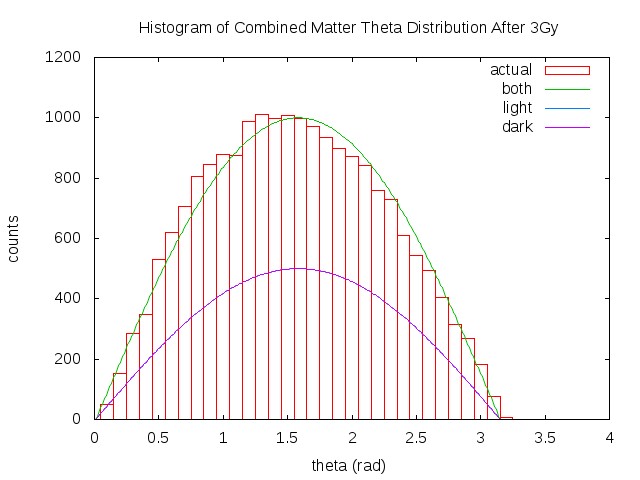 Histogram of Combined Matter Theta Distribution After 3Gy
1200
1000
800
600
400
200
0
counts
actual
both
light
dark
0 0.5 1 1.5 2 2.5 3 3.5 4
theta (rad)